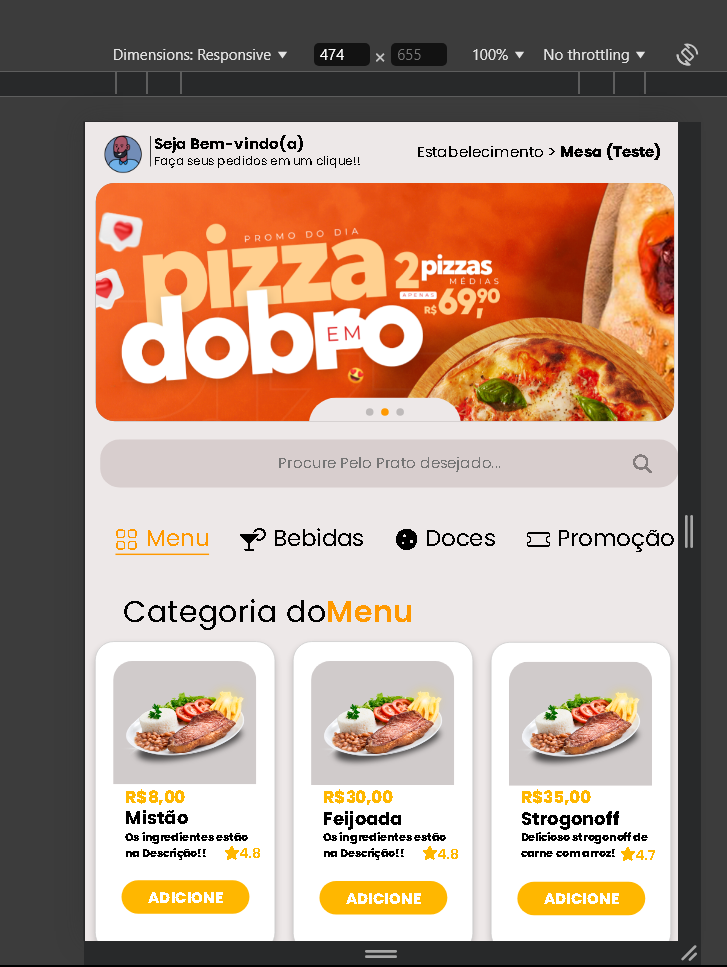 Dimensions: Responsive 474 × 655 100% No throttling
Seja Bem-vindo(a)
Faça seus pedidos em um clique!!
Estabelecimento > Mesa (Teste)
PROMO DO DIA
pizza
EM
dobro
2 pizzas
MÉDIAS
APENAS
R$69,90
Procure Pelo Prato desejado...
Menu Bebidas Doces Promoção
Categoria doMenu
R$8,00
Mistão
Os ingredientes estão
na Descrição!! 4.8
ADICIONE
R$30,00
Feijoada
Os ingredientes estão
na Descrição!! 4.8
ADICIONE
R$35,00
Strogonoff
Delicioso strogonoff de
carne com arroz! 4.7
ADICIONE